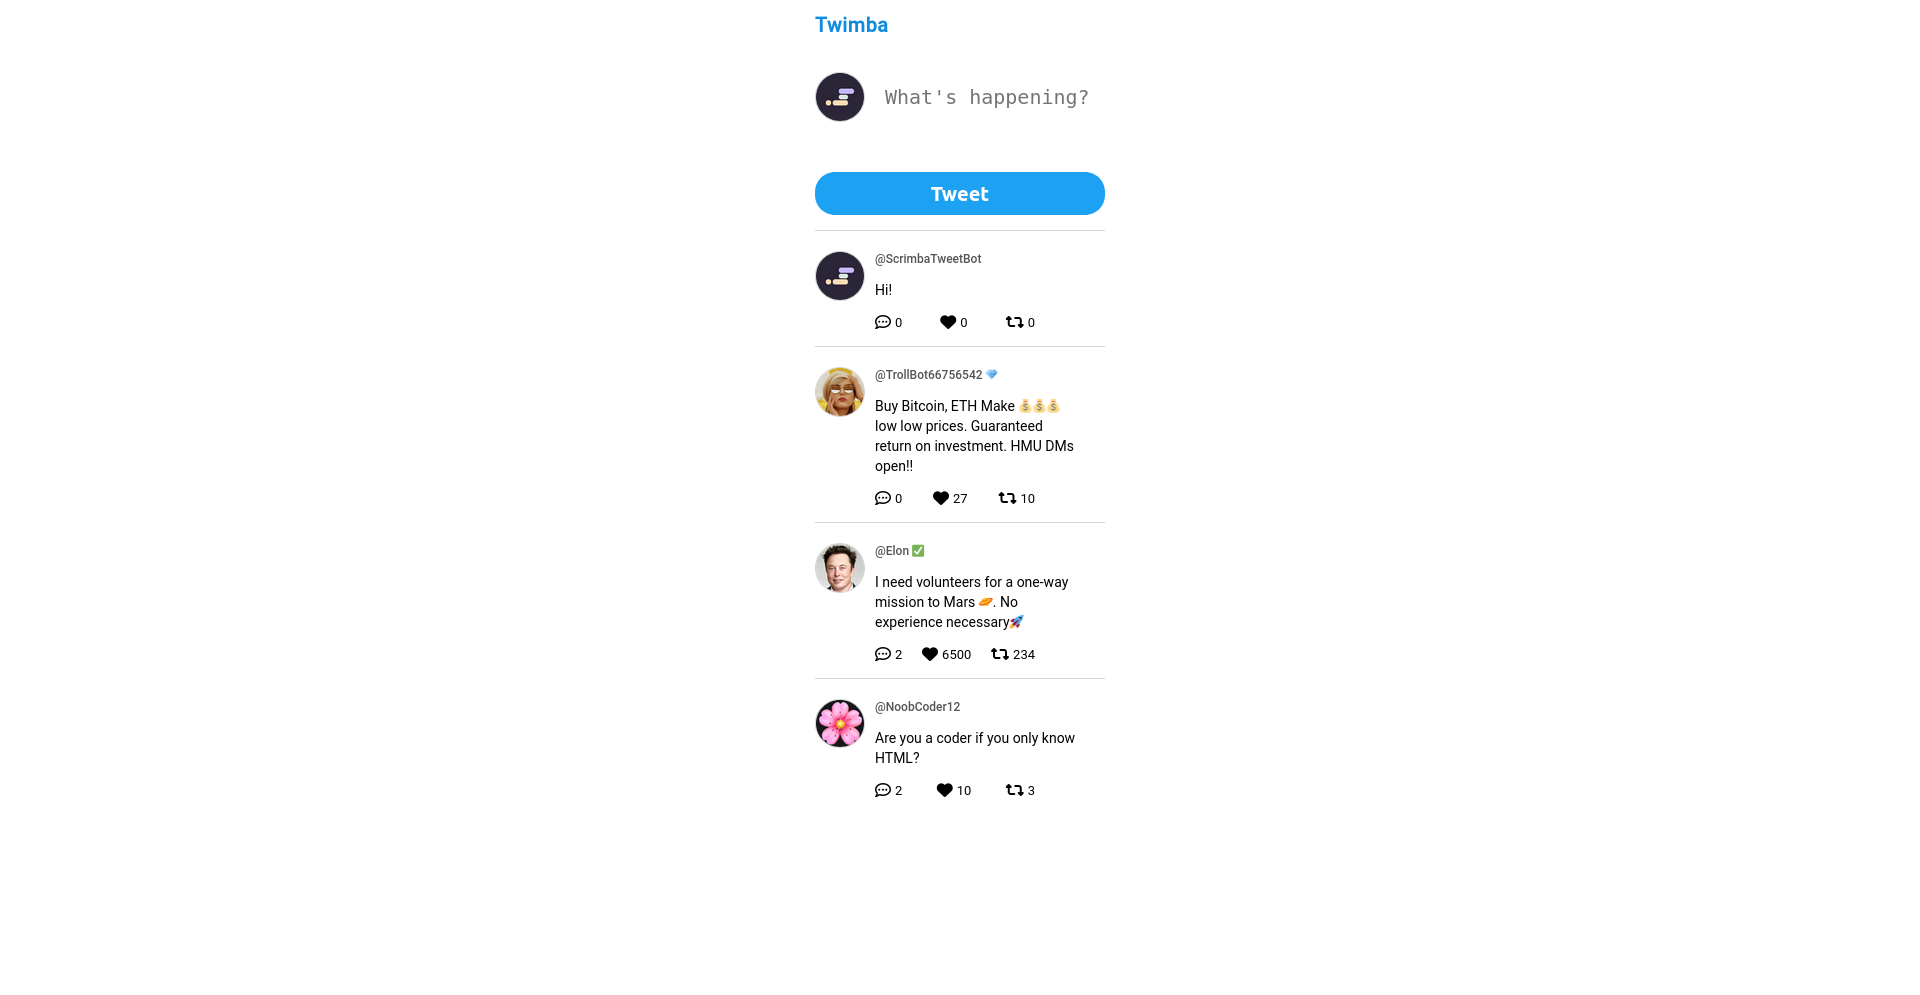 Twimba
What's happening?
Tweet
@ScrimbaTweetBot
Hi!
0 0 0
@TrollBot66756542 💎
Buy Bitcoin, ETH Make 💰💰💰
low low prices. Guaranteed
return on investment. HMU DMs
open!!
0 27 10
@Elon ✅
I need volunteers for a one-way
mission to Mars 🪐. No
experience necessary🚀
2 6500 234
@NoobCoder12
Are you a coder if you only know
HTML?
2 10 3